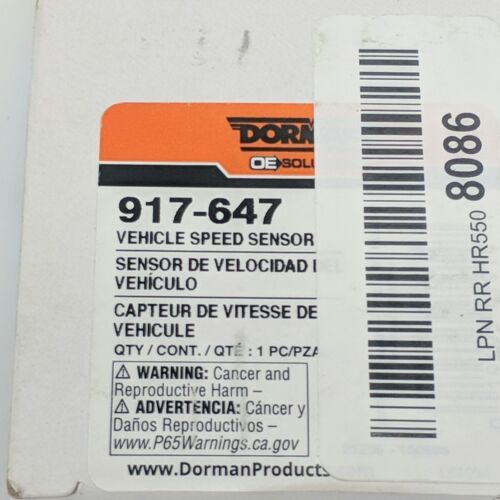 DORM
OE SOLU
917-647
VEHICLE SPEED SENSOR
SENSOR DE VELOCIDAD DEL
VEHÍCULO
CAPTEUR DE VITESSE DE
VEHICULE
QTY / CONT. / QTÉ : 1 PC/PZA
⚠ WARNING: Cancer and
Reproductive Harm –
⚠ ADVERTENCIA: Cáncer y
Daños Reproductivos –
www.P65Warnings.ca.gov
www.DormanProducts
LPN RR HR550 8086